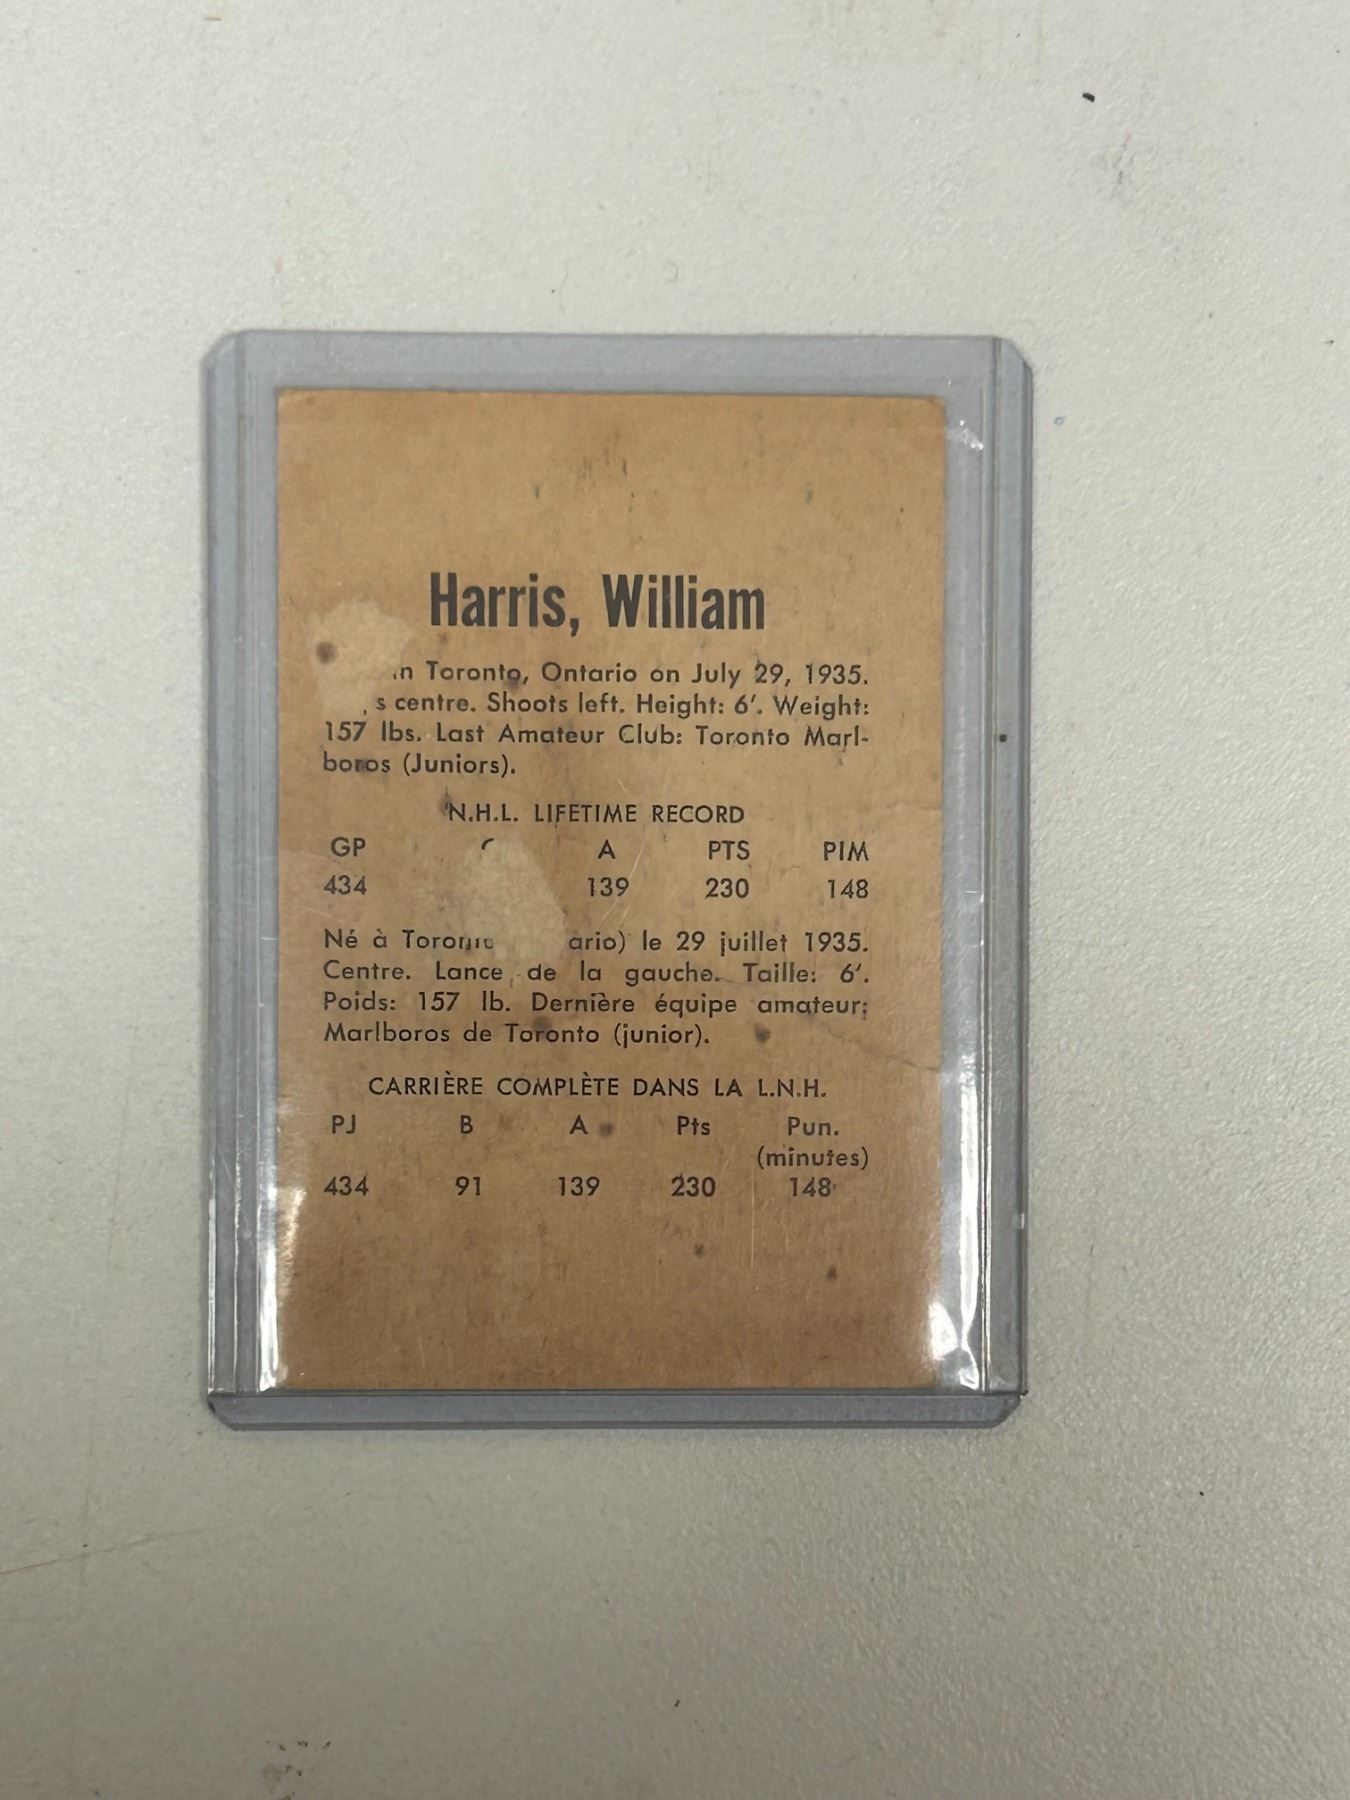 Harris, William
in Toronto, Ontario on July 29, 1935.
centre. Shoots left. Height: 6'. Weight:
157 lbs. Last Amateur Club: Toronto Marl-
boros (Juniors).
N.H.L. LIFETIME RECORD
GP A PTS PIM
434 139 230 148
Né à le 29 juillet 1935.
Centre. Lance de la gauche. Taille: 6'.
Poids: 157 lb. Dernière équipe amateur;
Marlboros de Toronto (junior).
CARRIÈRE COMPLÈTE DANS LA L.N.H.
PJ B A Pts Pun.
(minutes)
434 91 139 230 148